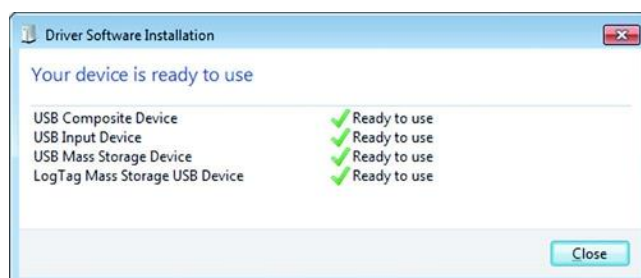 Driver Software Installation
Your device is ready to use
USB Composite Device Ready to use
USB Input Device Ready to use
USB Mass Storage Device Ready to use
LogTag Mass Storage USB Device Ready to use
Close